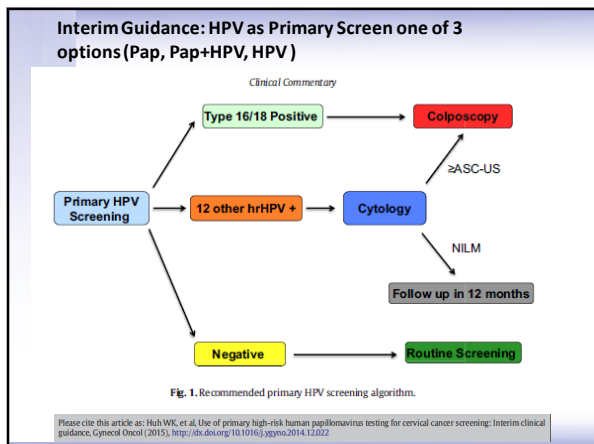 Interim Guidance: HPV as Primary Screen one of 3
options (Pap, Pap+HPV, HPV )
Clinical Commentary
Type 16/18 Positive
Colposcopy
≥ASC-US
Primary HPV
Screening
12 other hrHPV +
Cytology
NILM
Follow up in 12 months
Negative
Routine Screening
Fig. 1. Recommended primary HPV screening algorithm.
Please cite this article as: Huh WK, et al, Use of primary high-risk human papillomavirus testing for cervical cancer screening: Interim clinical
guidance, Gynecol Oncol (2015), http://dx.doi.org/10.1016/j.ygyno.2014.12.022